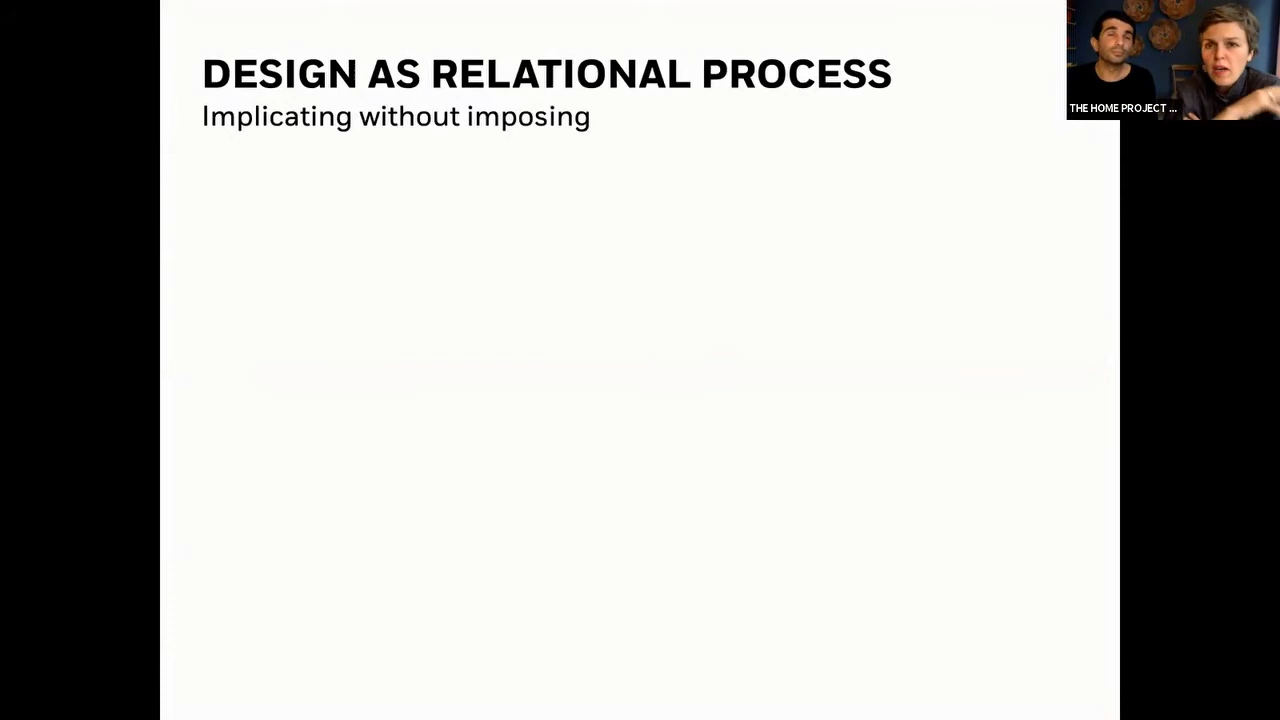 DESIGN AS RELATIONAL PROCESS
Implicating without imposing
THE HOME PROJECT ...